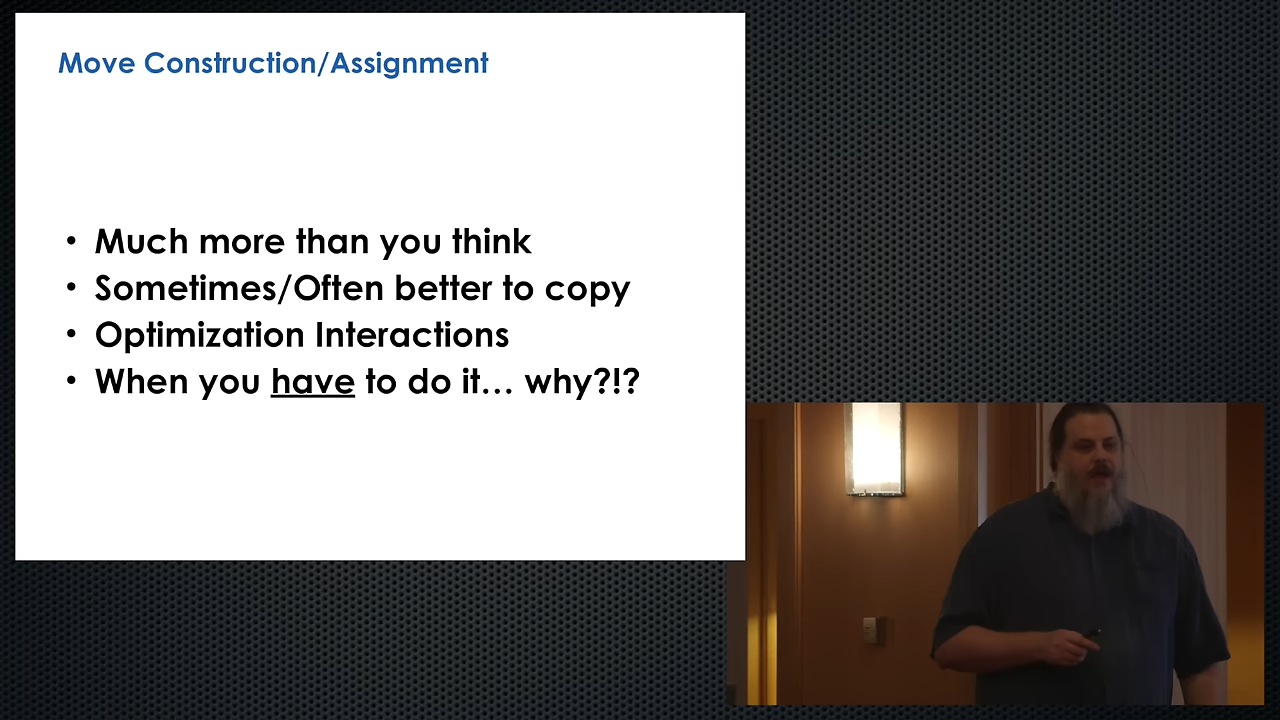 Move Construction/Assignment
• Much more than you think
• Sometimes/Often better to copy
• Optimization Interactions
• When you have to do it… why?!?